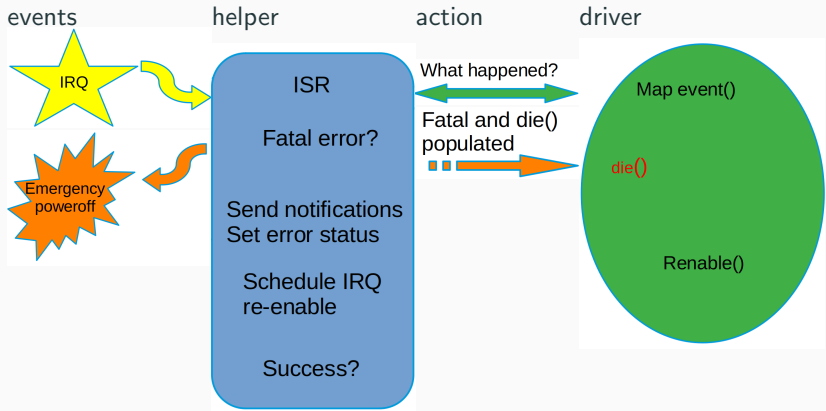 events
helper
action
driver
IRQ
Emergency
poweroff
ISR
Fatal error?
Send notifications
Set error status
Schedule IRQ
re-enable
Success?
What happened?
Fatal and die()
populated
Map event()
die()
Renable()